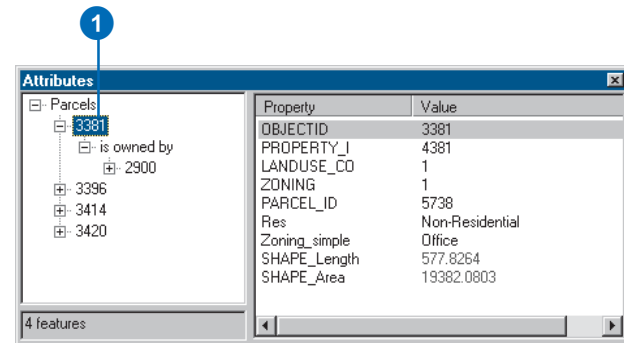 1
Attributes
Parcels
3381
is owned by
2900
3396
3414
3420
4 features
Property Value
OBJECTID 3381
PROPERTY_I 4381
LANDUSE_CO 1
ZONING 1
PARCEL_ID 5738
Res Non-Residential
Zoning_simple Office
SHAPE_Length 577.8264
SHAPE_Area 19382.0803